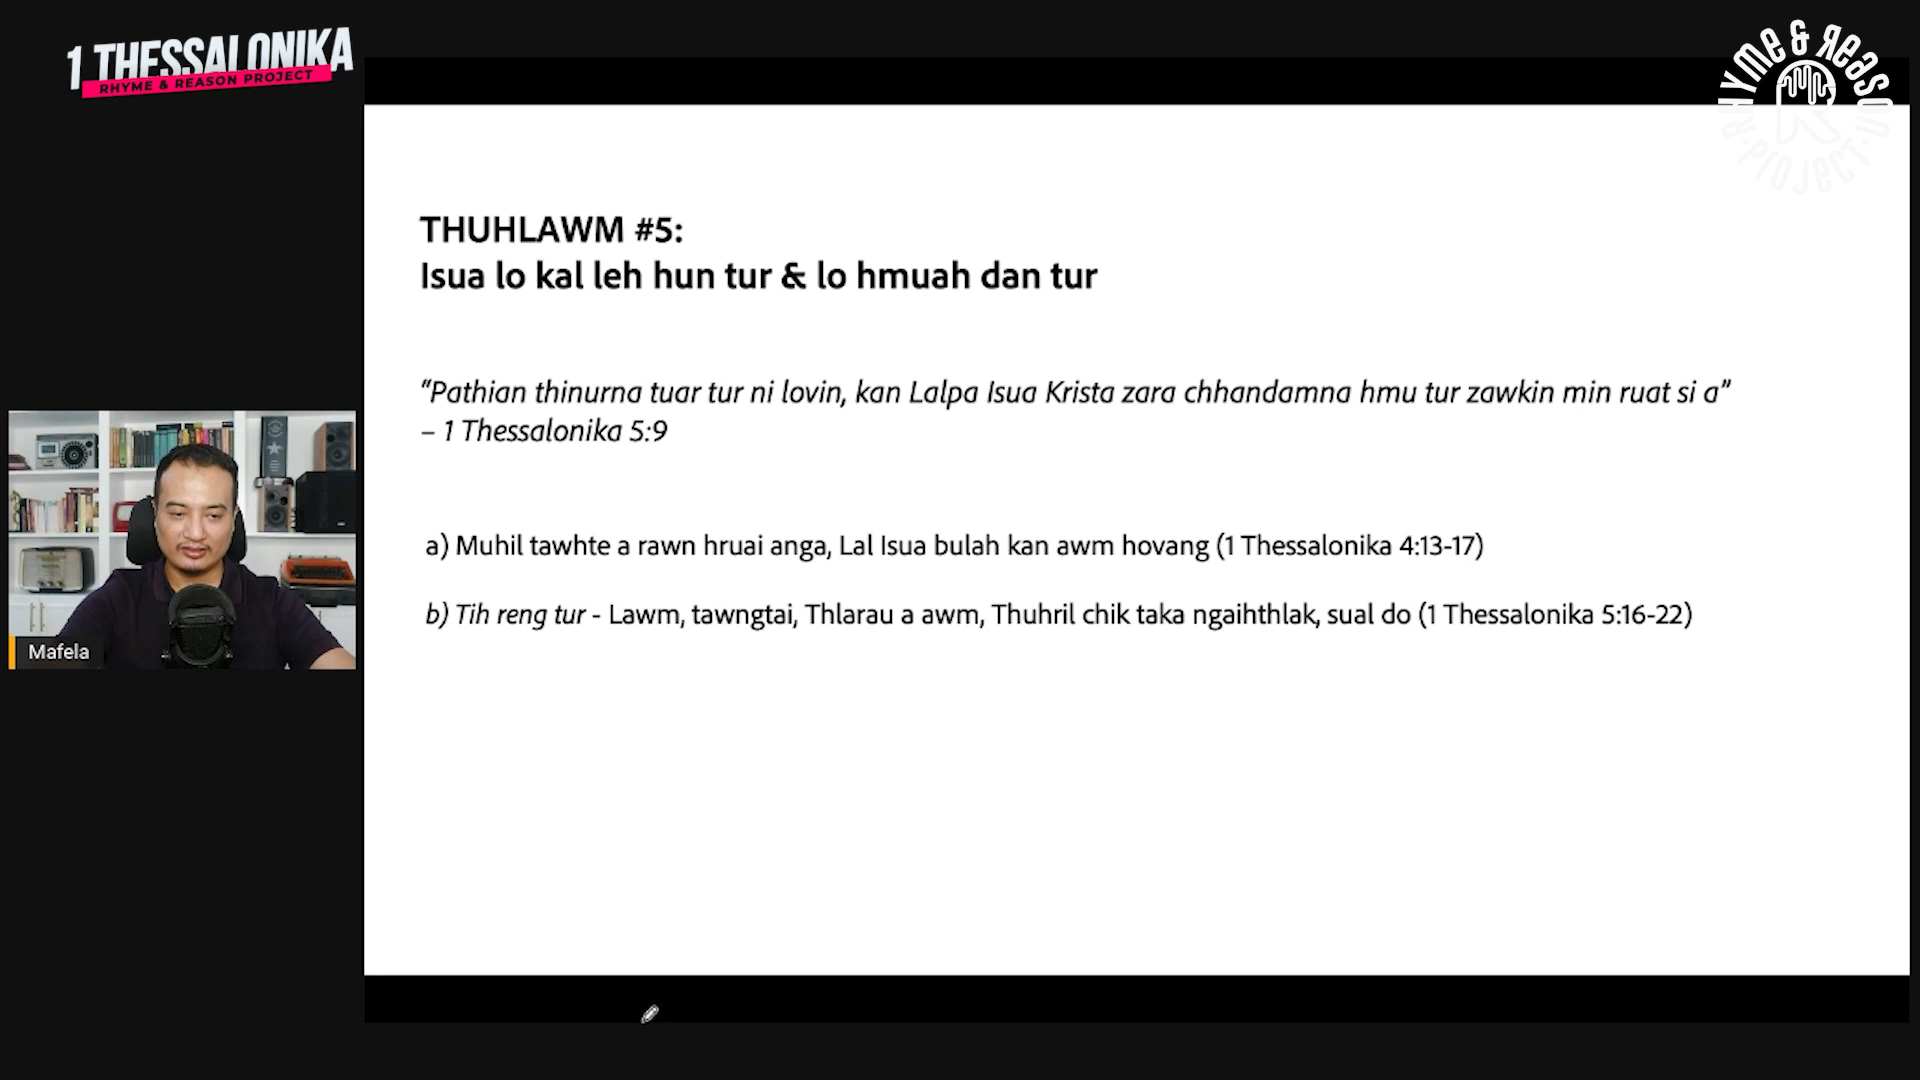 1 THESSALONIKA
RHYME & REASON PROJECT
RHYME & REASON
PROJECT
THUHLAWM #5:
Isua lo kal leh hun tur & lo hmuah dan tur
“Pathian thinurna tuar tur ni lovin, kan Lalpa Isua Krista zara chhandamna hmu tur zawkin min ruat si a”
– 1 Thessalonika 5:9
a) Muhil tawhte a rawn hruai anga, Lal Isua bulah kan awm hovang (1 Thessalonika 4:13-17)
b) Tih reng tur - Lawm, tawngtai, Thlarau a awm, Thuhril chik taka ngaihthlak, sual do (1 Thessalonika 5:16-22)
Mafela